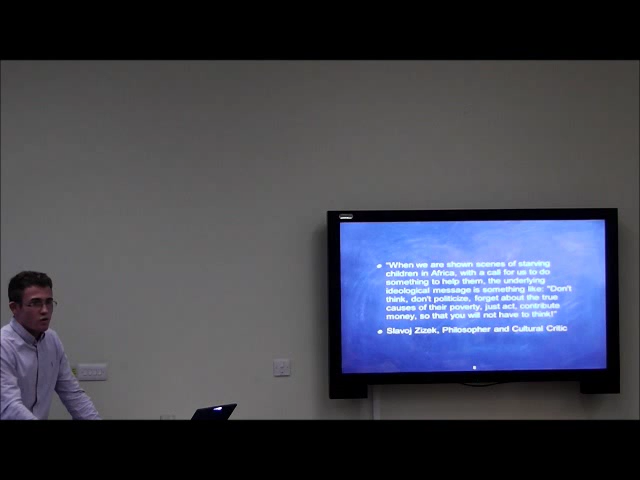 "When we are shown scenes of starving
children in Africa, with a call for us to do
something to help them, the underlying
ideological message is something like: "Don't
think, don't politicize, forget about the true
causes of their poverty, just act, contribute
money, so that you will not have to think!"
Slavoj Zizek, Philosopher and Cultural Critic